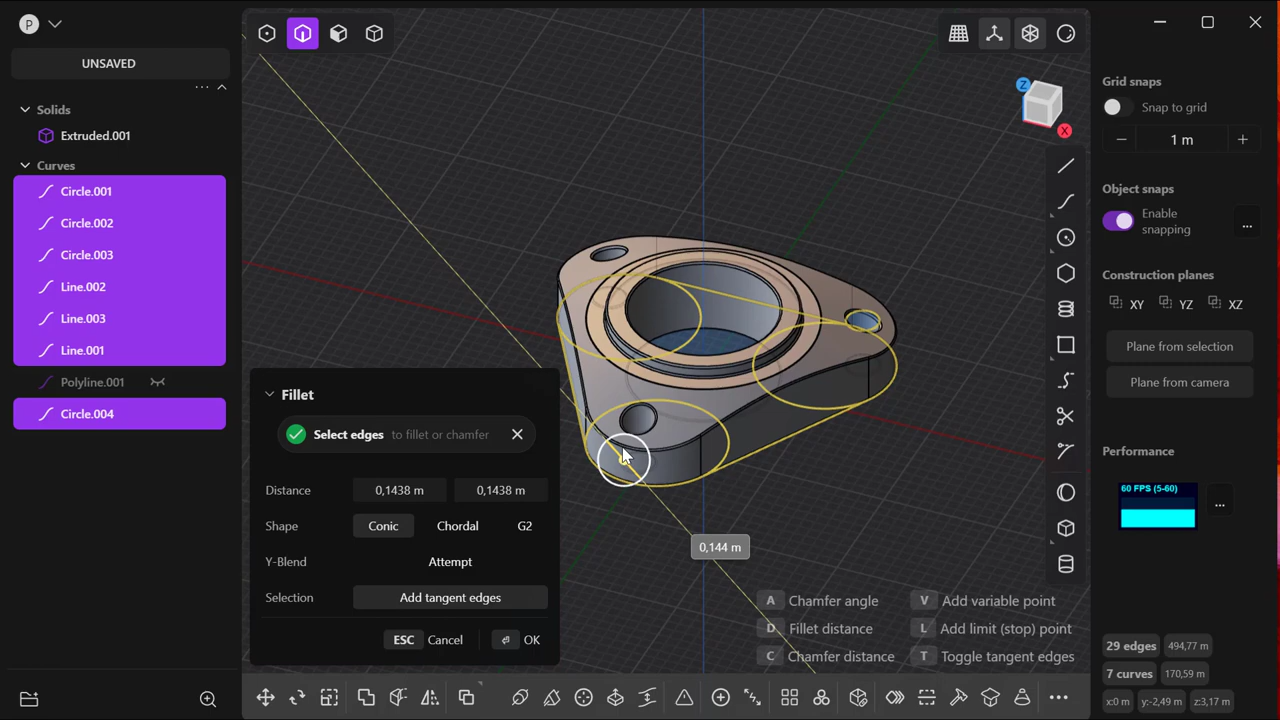 P
UNSAVED
...
Solids
Extruded.001
Curves
Circle.001
Circle.002
Circle.003
Line.002
Line.003
Line.001
Polyline.001
Circle.004
Z
X
Fillet
Select edges to fillet or chamfer
Distance 0,1438 m 0,1438 m
Shape Conic Chordal G2
Y-Blend Attempt
Selection Add tangent edges
ESC Cancel OK
0,144 m
A Chamfer angle V Add variable point
D Fillet distance L Add limit (stop) point
C Chamfer distance T Toggle tangent edges
Grid snaps
Snap to grid
1 m
Object snaps
Enable
snapping
...
Construction planes
XY YZ XZ
Plane from selection
Plane from camera
Performance
60 FPS (5-60)
...
29 edges 494,77 m
7 curves 170,59 m
x:0 m y:-2,49 m z:3,17 m